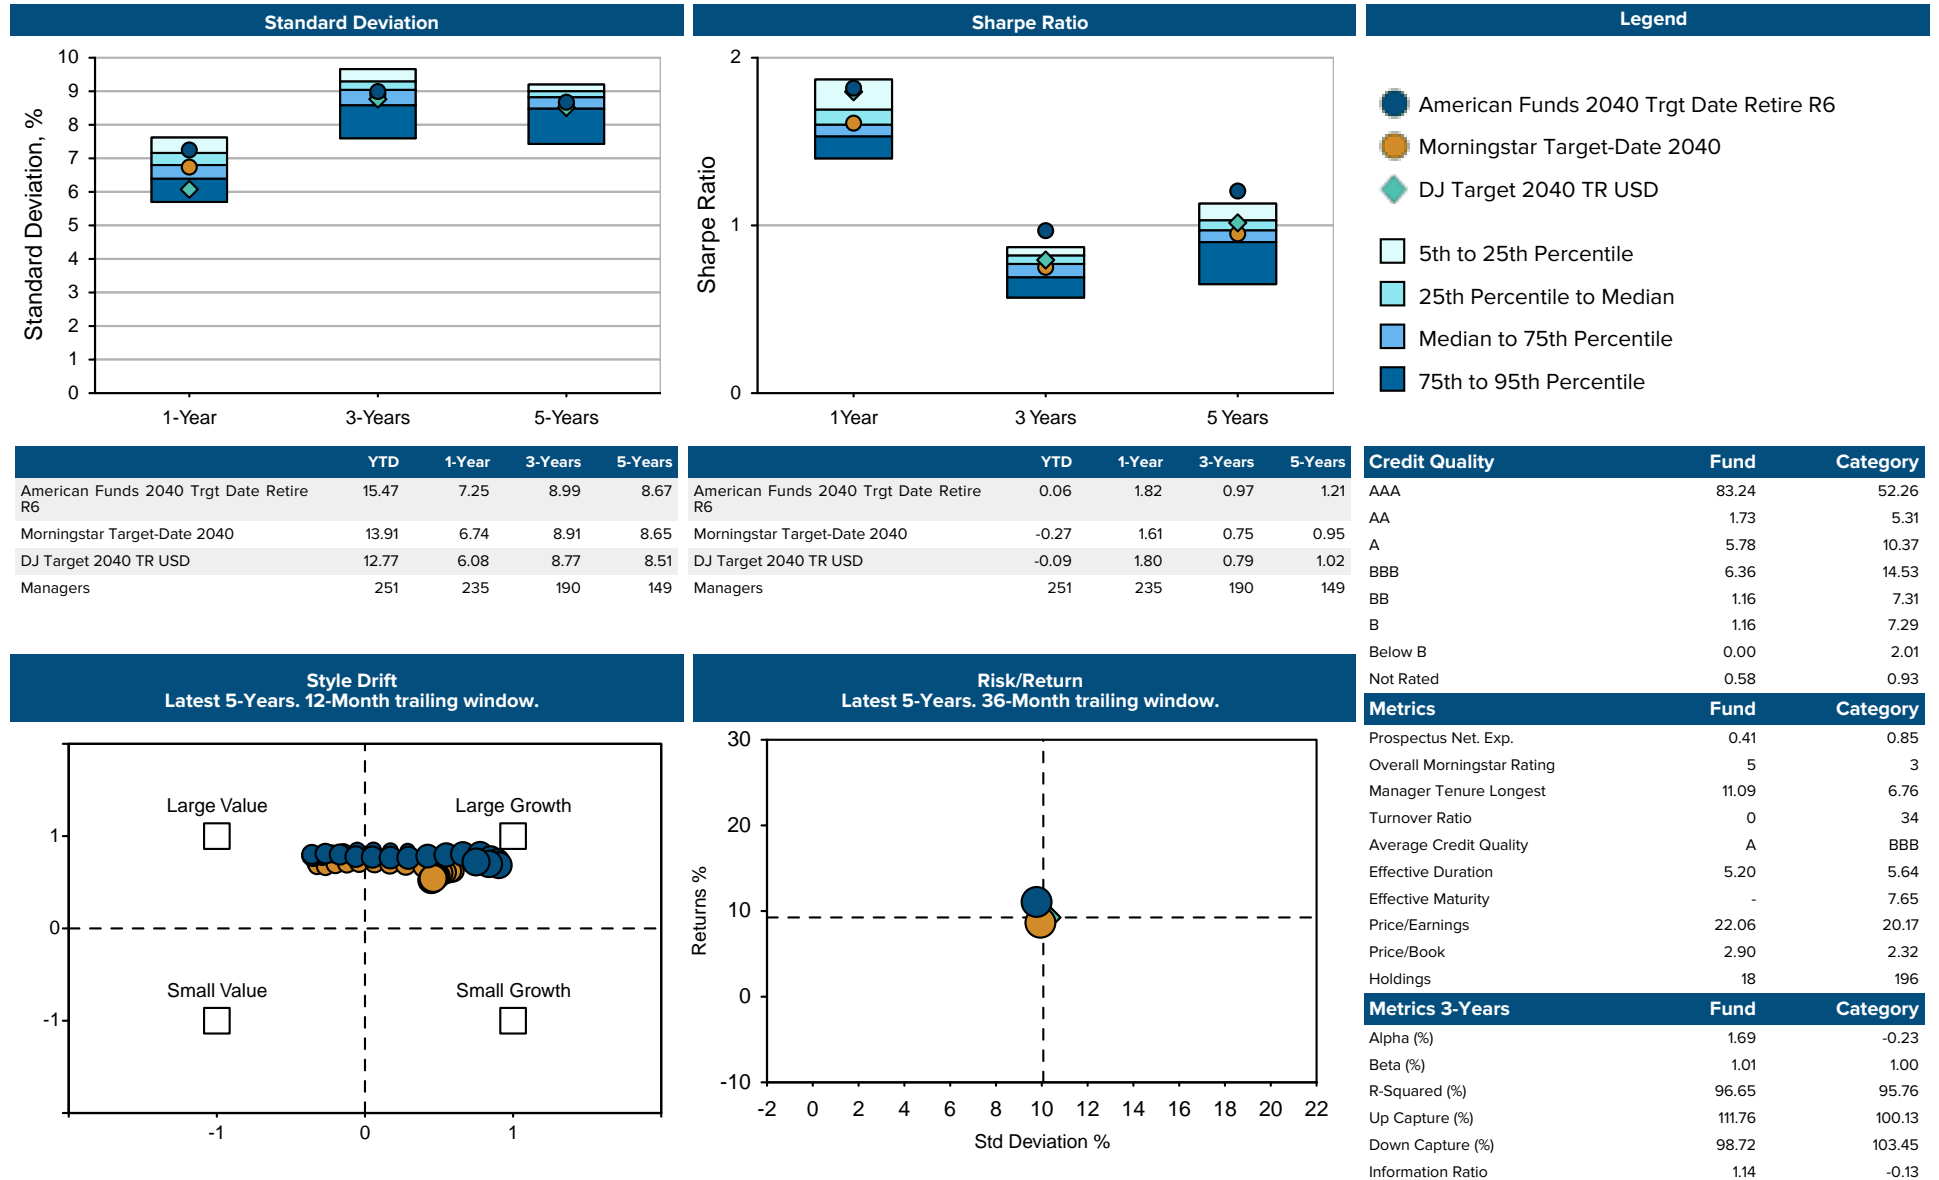 Standard Deviation
10
9
8
7
6
5
4
3
2
1
0
Standard Deviation, %
1-Year 3-Years 5-Years
Sharpe Ratio
2
1
0
Sharpe Ratio
1Year 3 Years 5 Years
Legend
American Funds 2040 Trgt Date Retire R6
Morningstar Target-Date 2040
DJ Target 2040 TR USD
5th to 25th Percentile
25th Percentile to Median
Median to 75th Percentile
75th to 95th Percentile
YTD 1-Year 3-Years 5-Years
American Funds 2040 Trgt Date Retire 15.47 7.25 8.99 8.67
R6
Morningstar Target-Date 2040 13.91 6.74 8.91 8.65
DJ Target 2040 TR USD 12.77 6.08 8.77 8.51
Managers 251 235 190 149
YTD 1-Year 3-Years 5-Years
American Funds 2040 Trgt Date Retire 0.06 1.82 0.97 1.21
R6
Morningstar Target-Date 2040 -0.27 1.61 0.75 0.95
DJ Target 2040 TR USD -0.09 1.80 0.79 1.02
Managers 251 235 190 149
Credit Quality Fund Category
AAA 83.24 52.26
AA 1.73 5.31
A 5.78 10.37
BBB 6.36 14.53
BB 1.16 7.31
B 1.16 7.29
Below B 0.00 2.01
Not Rated 0.58 0.93
Style Drift
Latest 5-Years. 12-Month trailing window.
Large Value Large Growth
1
0
Small Value Small Growth
-1
-1 0 1
Risk/Return
Latest 5-Years. 36-Month trailing window.
30
20
10
0
-10
Returns %
-2 0 2 4 6 8 10 12 14 16 18 20 22
Std Deviation %
Metrics Fund Category
Prospectus Net. Exp. 0.41 0.85
Overall Morningstar Rating 5 3
Manager Tenure Longest 11.09 6.76
Turnover Ratio 0 34
Average Credit Quality A BBB
Effective Duration 5.20 5.64
Effective Maturity - 7.65
Price/Earnings 22.06 20.17
Price/Book 2.90 2.32
Holdings 18 196
Metrics 3-Years Fund Category
Alpha (%) 1.69 -0.23
Beta (%) 1.01 1.00
R-Squared (%) 96.65 95.76
Up Capture (%) 111.76 100.13
Down Capture (%) 98.72 103.45
Information Ratio 1.14 -0.13